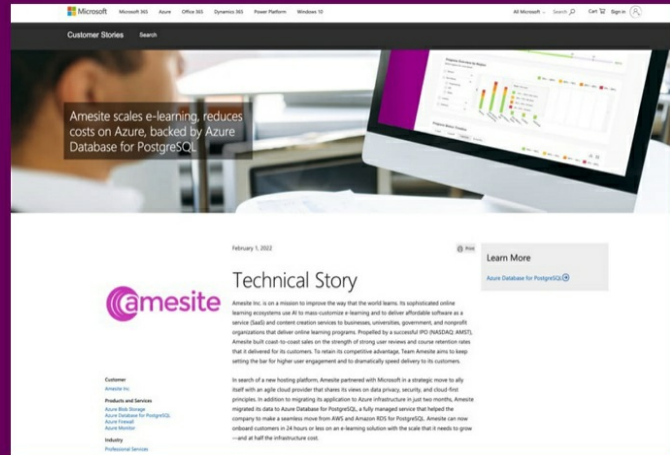 Microsoft Microsoft 365 Azure Office 365 Dynamics 365 Power Platform Windows 10 All Microsoft Search Cart Sign in
Customer Stories Search
Amesite scales e-learning, reduces
costs on Azure, backed by Azure
Database for PostgreSQL
February 1, 2022
Print
Learn More
Azure Database for PostgreSQL
Technical Story
amesite
Amesite Inc. is on a mission to improve the way that the world learns. Its sophisticated online
learning ecosystems use AI to mass-customize e-learning and to deliver affordable software as a
service (SaaS) and content creation services to businesses, universities, government, and nonprofit
organizations that deliver online learning programs. Propelled by a successful IPO (NASDAQ: AMST),
Amesite built coast-to-coast sales on the strength of strong user reviews and course retention rates
that it delivered for its customers. To retain its competitive advantage, Team Amesite aims to keep
setting the bar for higher user engagement and to dramatically speed delivery to its customers.
In search of a new hosting platform, Amesite partnered with Microsoft in a strategic move to ally
itself with an agile cloud provider that shares its views on data privacy, security, and cloud-first
principles. In addition to migrating its application to Azure infrastructure in just two months, Amesite
migrated its data to Azure Database for PostgreSQL, a fully managed service that helped the
company to make a seamless move from AWS and Amazon RDS for PostgreSQL. Amesite can now
onboard customers in 24 hours or less on an e-learning solution with the scale that it needs to grow
—and at half the infrastructure cost.
Customer
Amesite Inc.
Products and Services
Azure Blob Storage
Azure Database for PostgreSQL
Azure Firewall
Azure Monitor
Industry
Professional Services